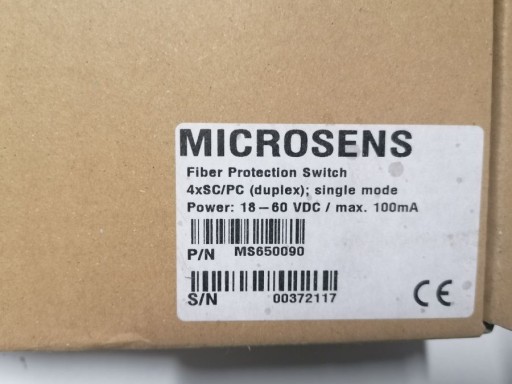 MICROSENS
Fiber Protection Switch
4xSC/PC (duplex); single mode
Power: 18–60 VDC / max. 100mA
P/N MS650090
S/N 00372117
CE